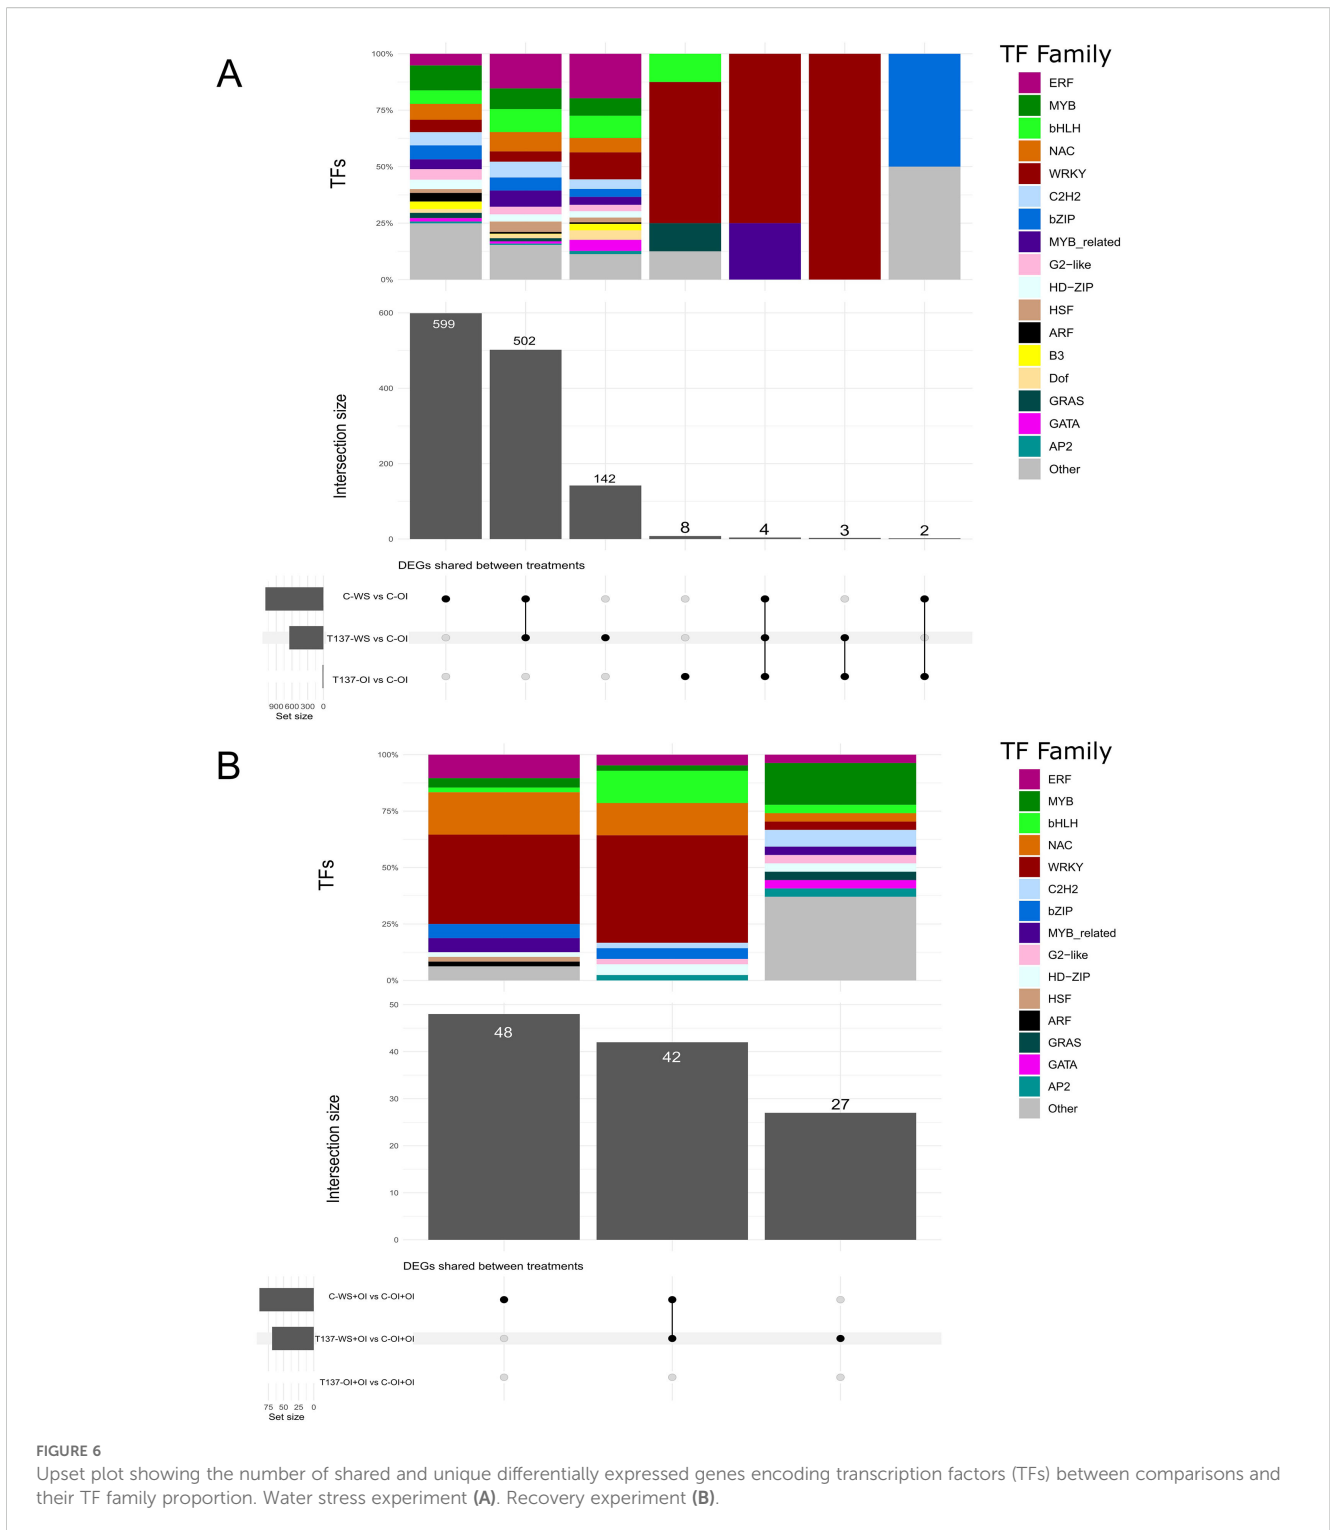 A
TFs
100%
75%
50%
25%
0%
TF Family
ERF
MYB
bHLH
NAC
WRKY
C2H2
bZIP
MYB_related
G2−like
HD−ZIP
HSF
ARF
B3
Dof
GRAS
GATA
AP2
Other
Intersection size
600
400
200
0
599
502
142
8
4
3
2
DEGs shared between treatments
C-WS vs C-OI
T137-WS vs C-OI
T137-OI vs C-OI
900 600 300 0
Set size
B
TFs
100%
75%
50%
25%
0%
TF Family
ERF
MYB
bHLH
NAC
WRKY
C2H2
bZIP
MYB_related
G2−like
HD−ZIP
HSF
ARF
GRAS
GATA
AP2
Other
Intersection size
50
40
30
20
10
0
48
42
27
DEGs shared between treatments
C-WS+OI vs C-OI+OI
T137-WS+OI vs C-OI+OI
T137-OI+OI vs C-OI+OI
75 50 25 0
Set size
FIGURE 6
Upset plot showing the number of shared and unique differentially expressed genes encoding transcription factors (TFs) between comparisons and
their TF family proportion. Water stress experiment (A). Recovery experiment (B).